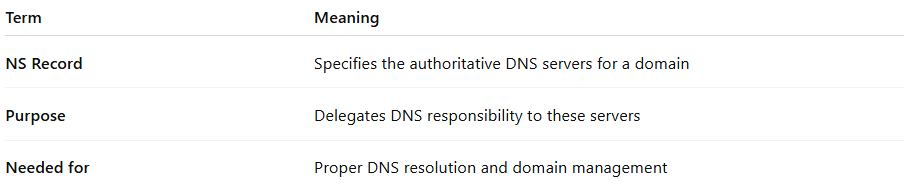 Term Meaning
NS Record Specifies the authoritative DNS servers for a domain
Purpose Delegates DNS responsibility to these servers
Needed for Proper DNS resolution and domain management